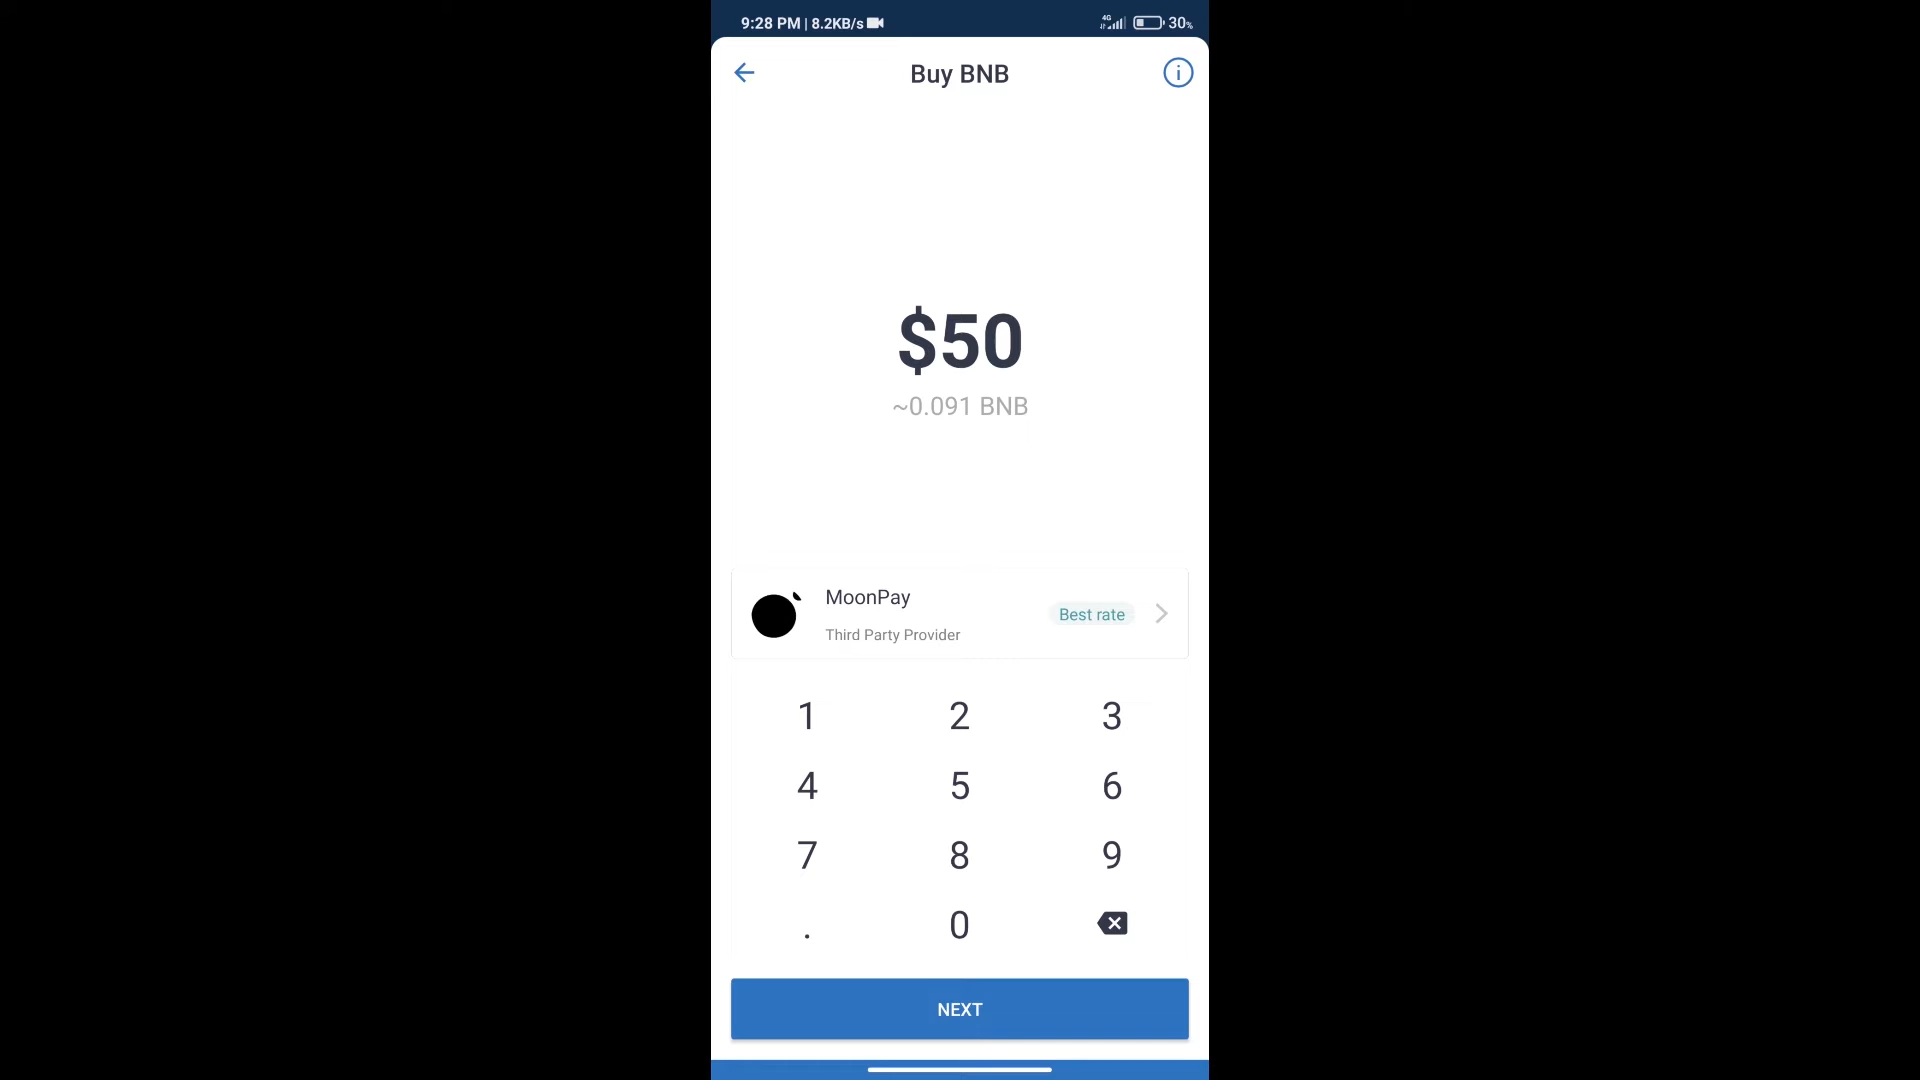 9:28 PM | 8.2KB/s 4G 30%
Buy BNB
$50
~0.091 BNB
MoonPay
Best rate
Third Party Provider
1 2 3
4 5 6
7 8 9
. 0
NEXT